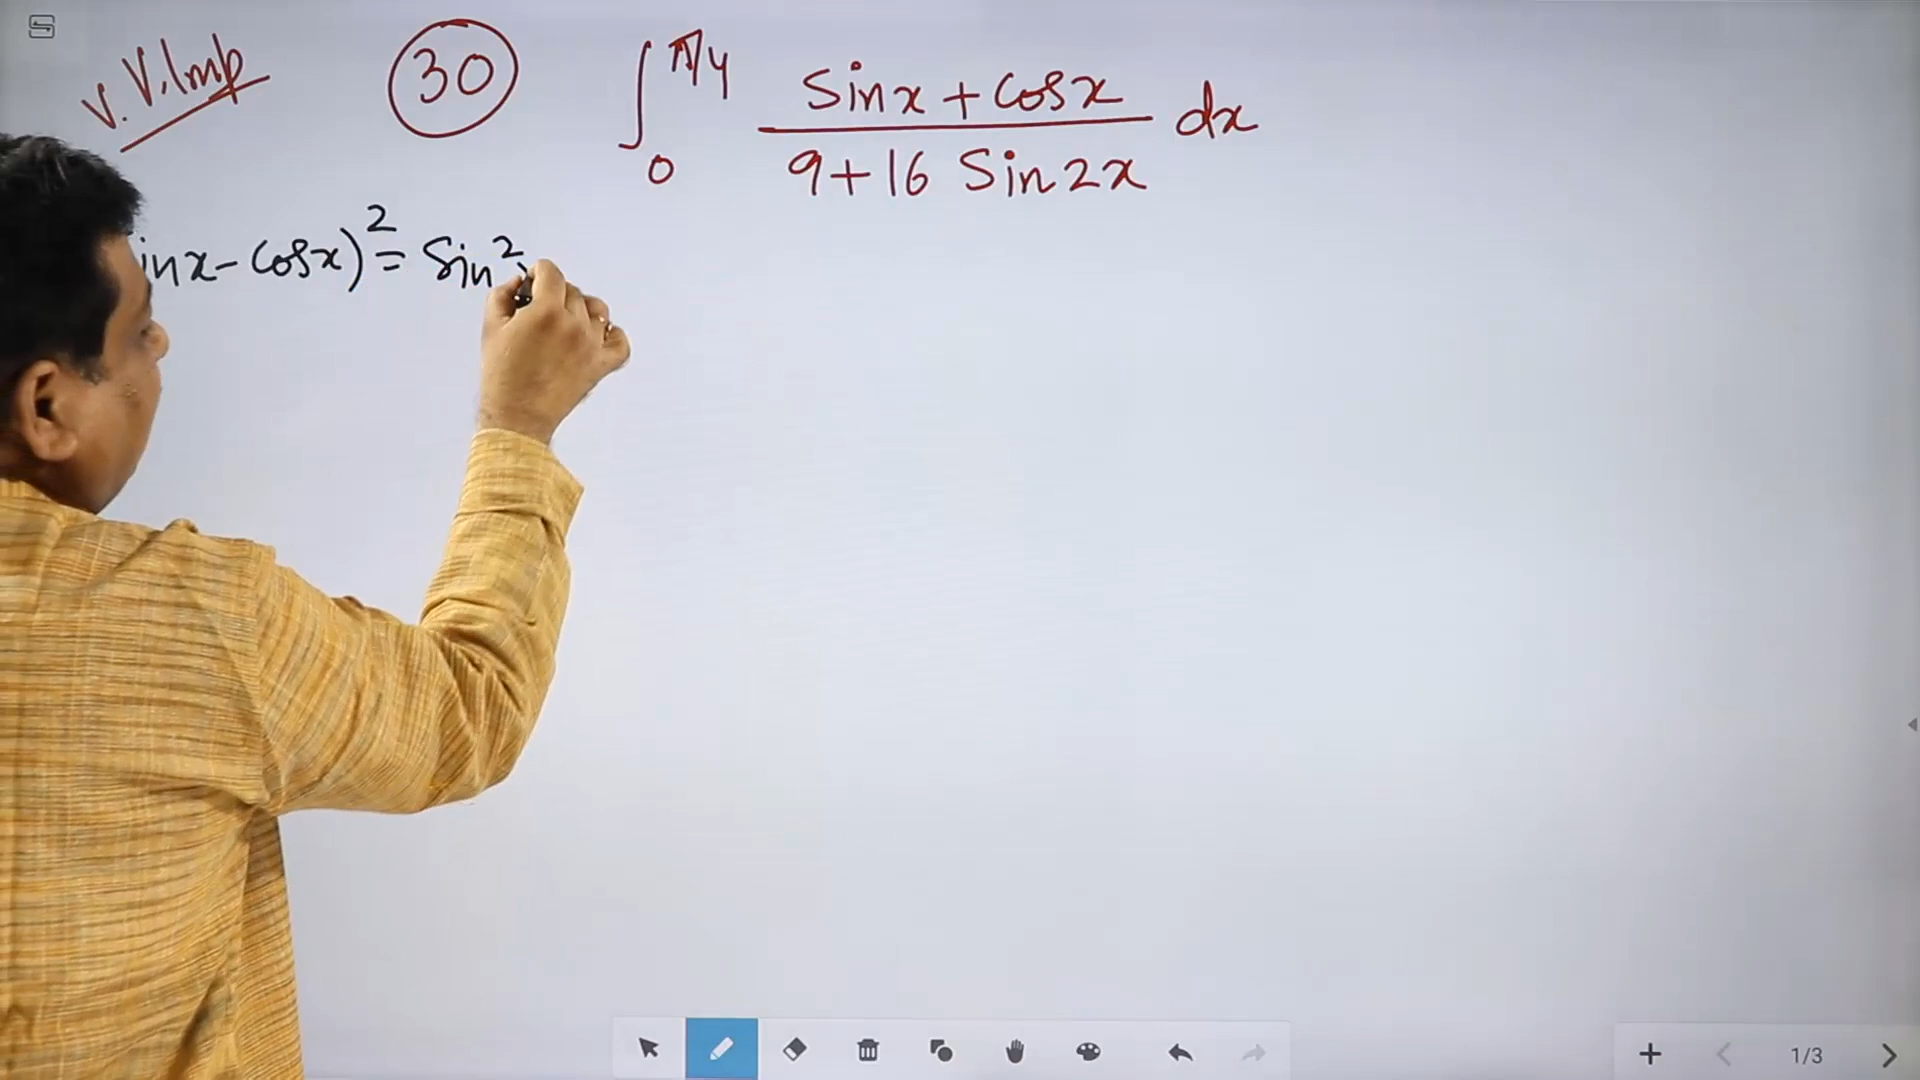 V. V. Imp
30
∫₀^π/4 (Sinx + Cosx)/(9+16 Sin2x) dx
inx - Cosx)² = Sin²
1/3